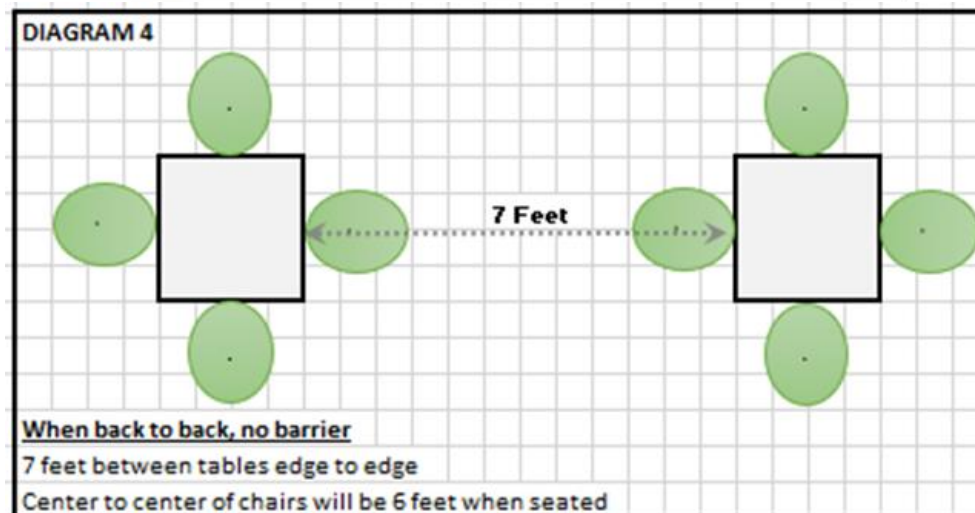 DIAGRAM 4
7 Feet
When back to back, no barrier
7 feet between tables edge to edge
Center to center of chairs will be 6 feet when seated